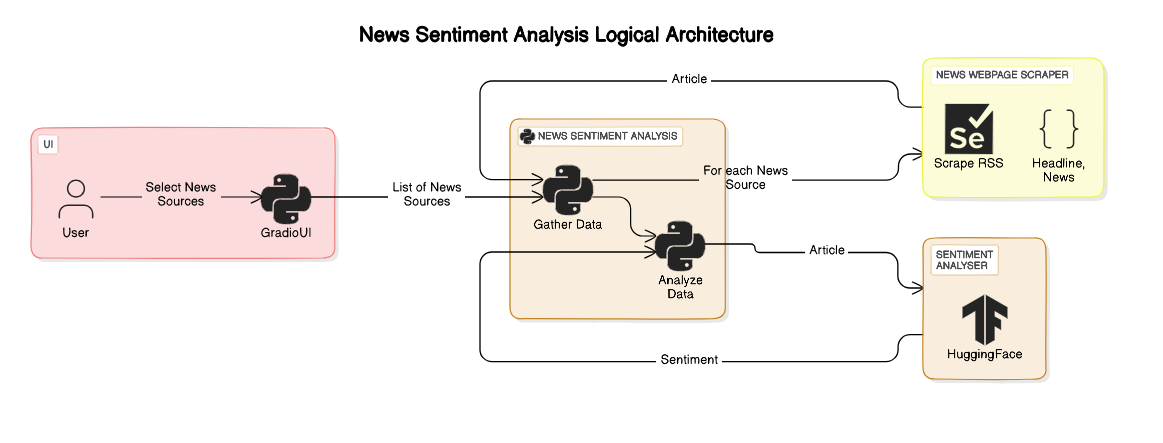 News Sentiment Analysis Logical Architecture
Article
NEWS WEBPAGE SCRAPER
Se
Scrape RSS
{ }
Headline,
News
UI
Select News
Sources
User
GradioUI
List of News
Sources
NEWS SENTIMENT ANALYSIS
For each News
Source
Gather Data
Analyze
Data
Article
SENTIMENT
ANALYSER
HuggingFace
Sentiment